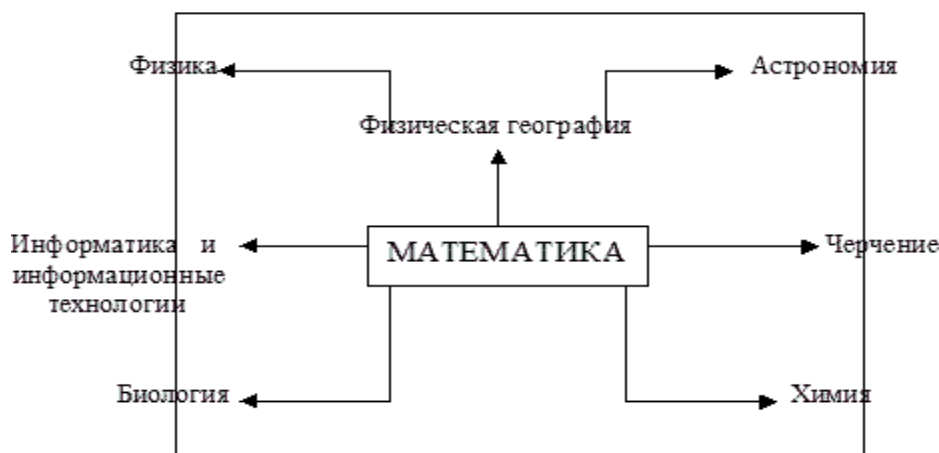 Физика
Астрономия
Физическая география
Информатика и
информационные
технологии
МАТЕМАТИКА
Черчение
Биология
Химия